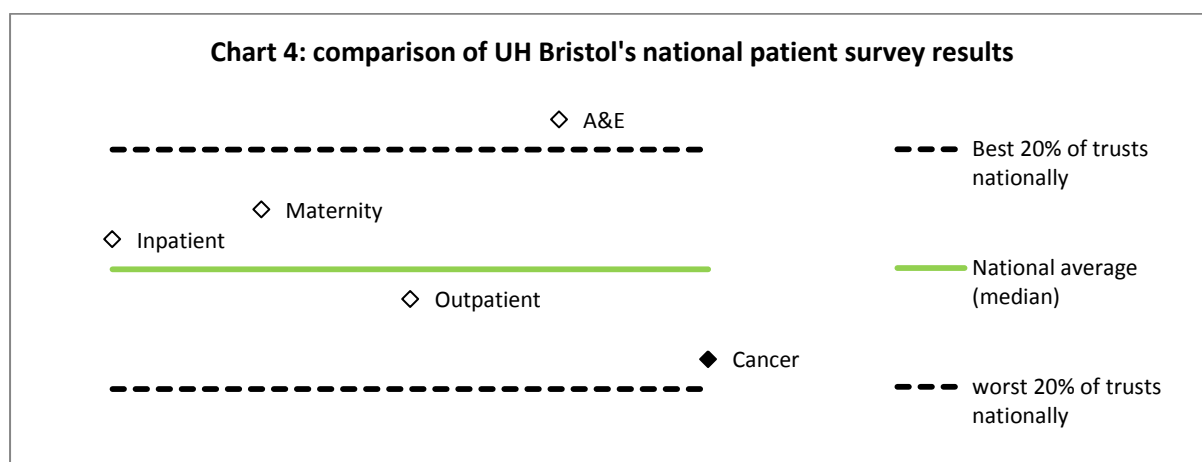 Chart 4: comparison of UH Bristol's national patient survey results
A&E
Best 20% of trusts
nationally
Maternity
Inpatient
National average
(median)
Outpatient
Cancer
worst 20% of trusts
nationally